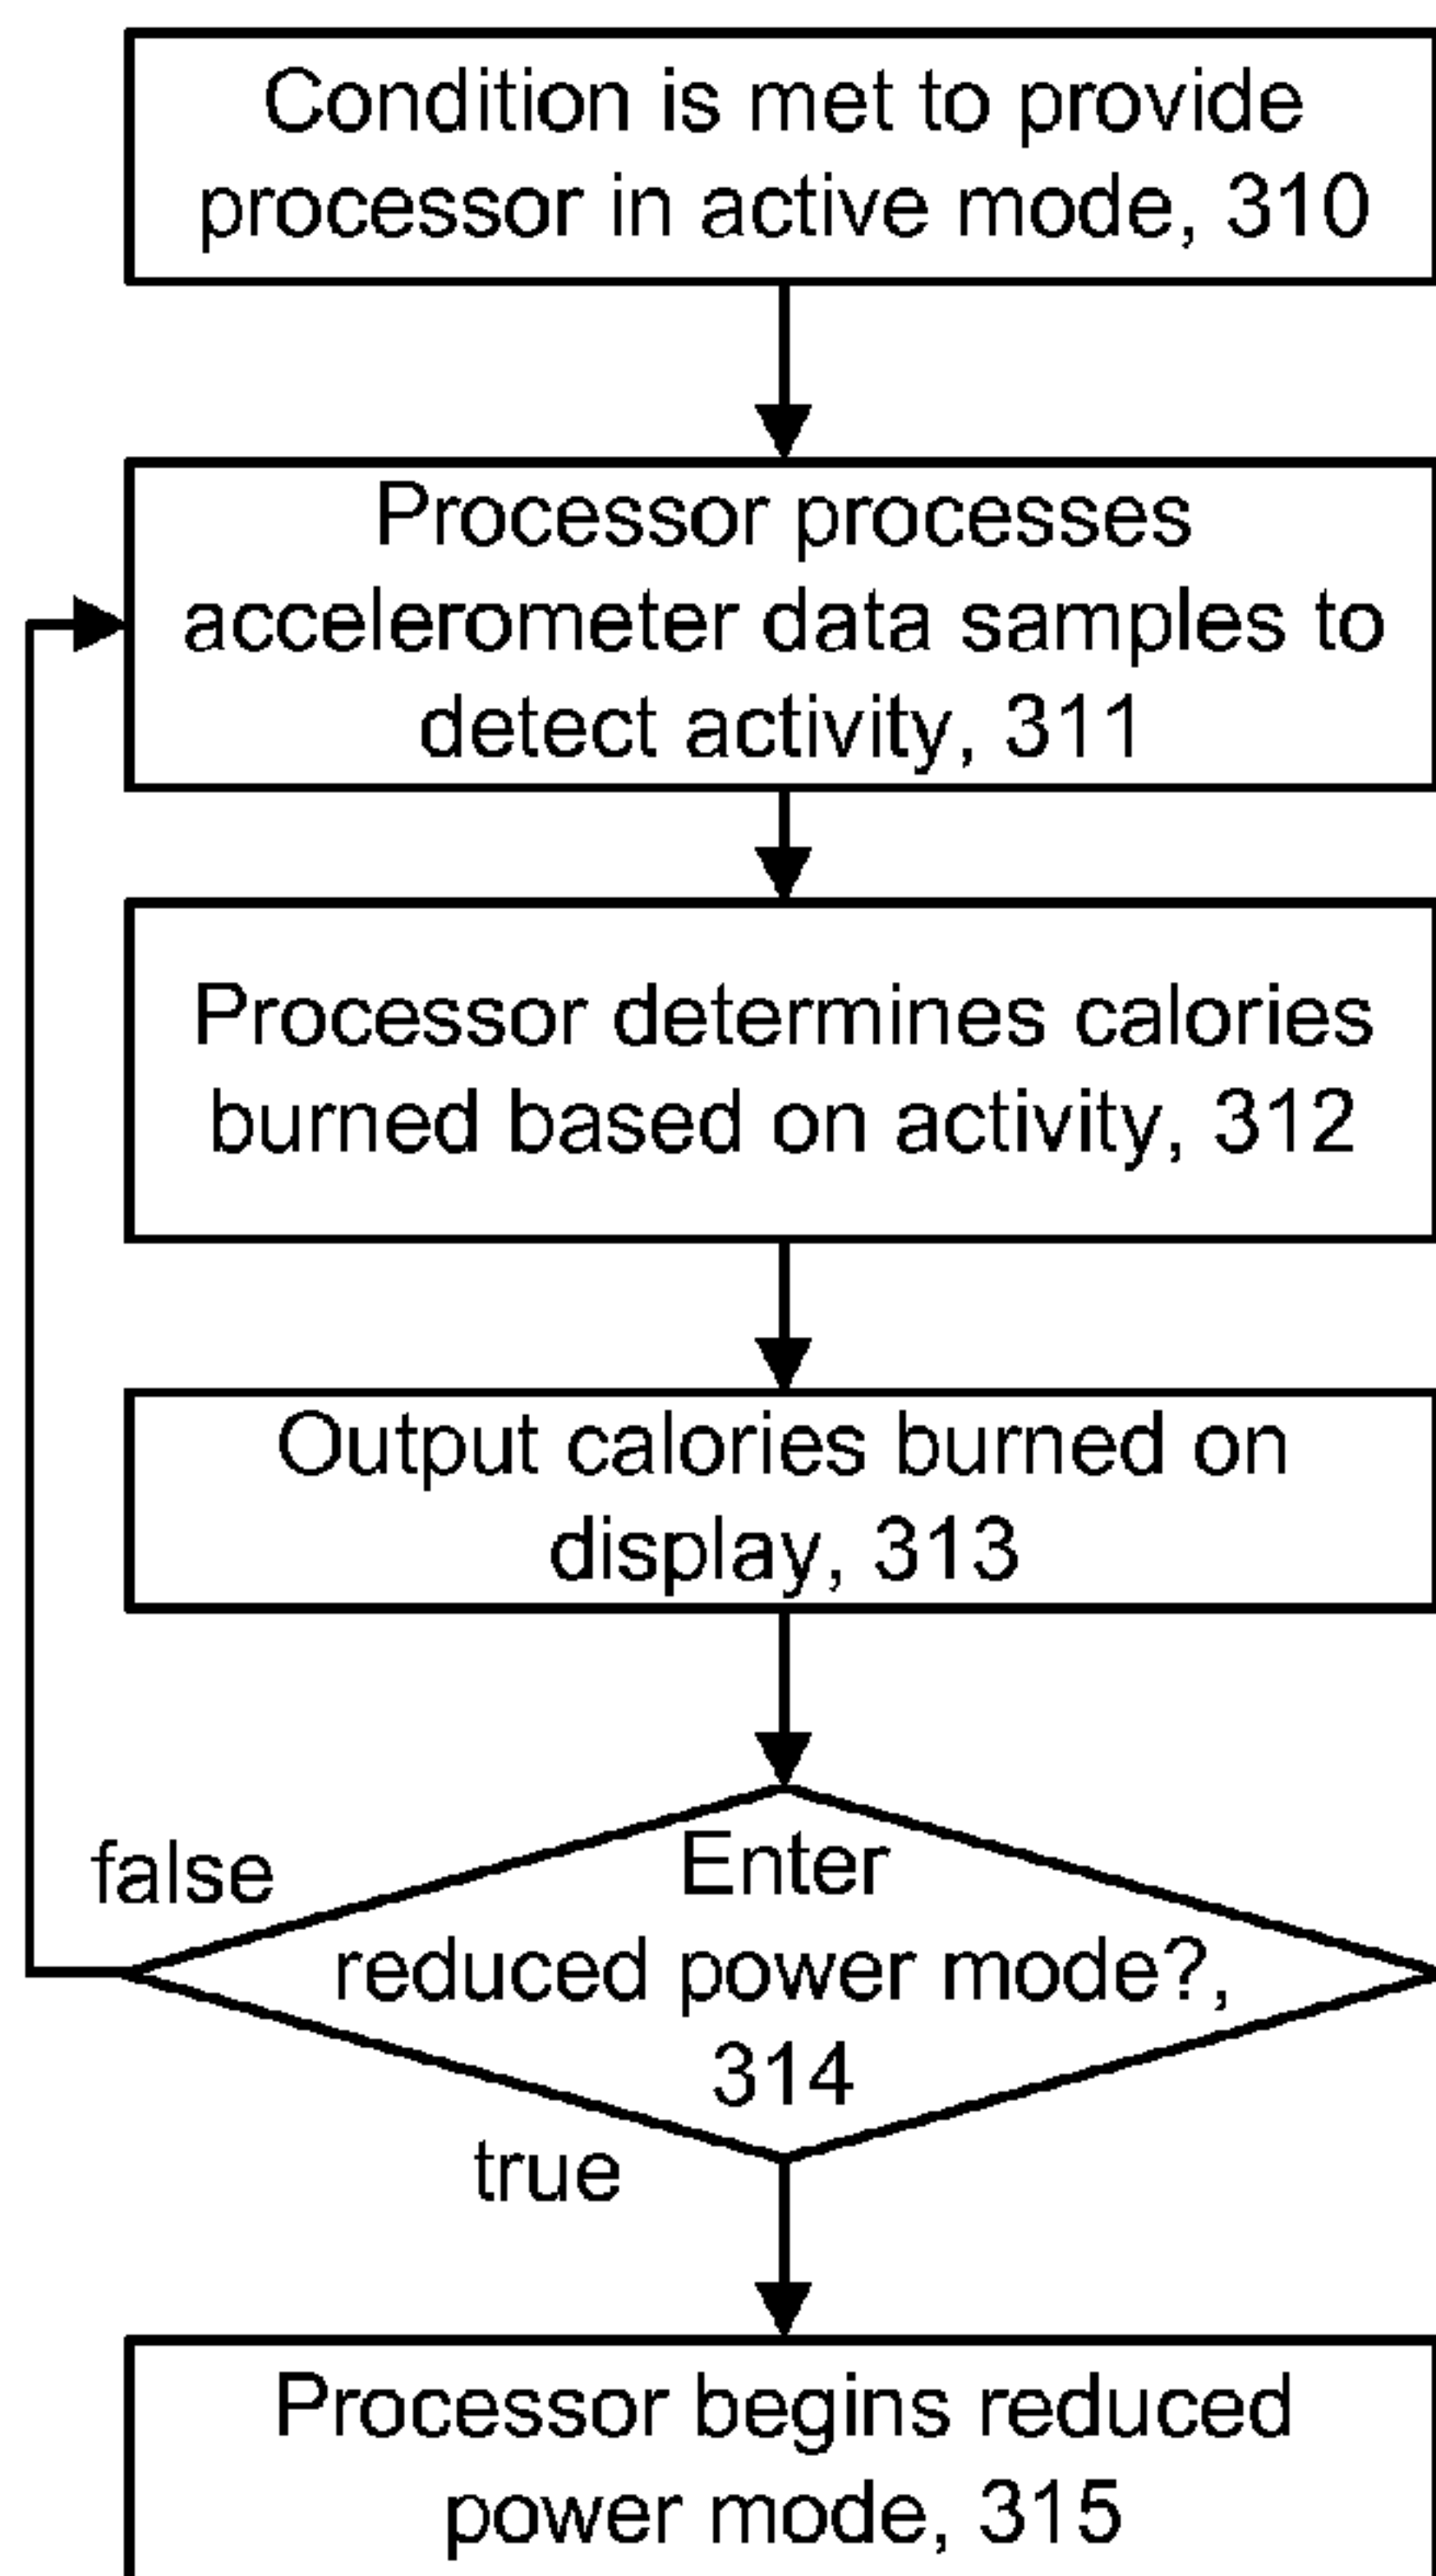 Condition is met to provide
processor in active mode, 310
Processor processes
accelerometer data samples to
detect activity, 311
Processor determines calories
burned based on activity, 312
Output calories burned on
display, 313
false
Enter
reduced power mode?,
314
true
Processor begins reduced
power mode, 315